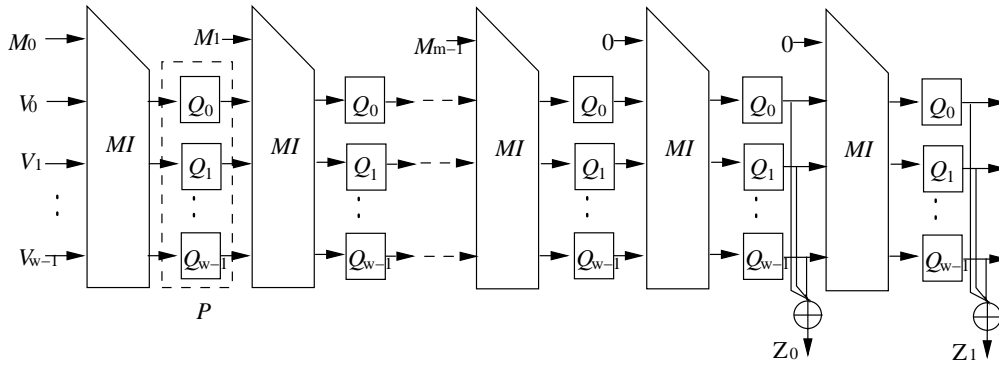 M0 M1 Mm−1 0 0
V0 Q0 Q0 Q0 Q0 Q0
MI MI MI MI MI
V1 Q1 Q1 Q1 Q1 Q1
Vw−1 Qw−1 Qw−1 Qw−1 Qw−1 Qw−1
P
Z0 Z1